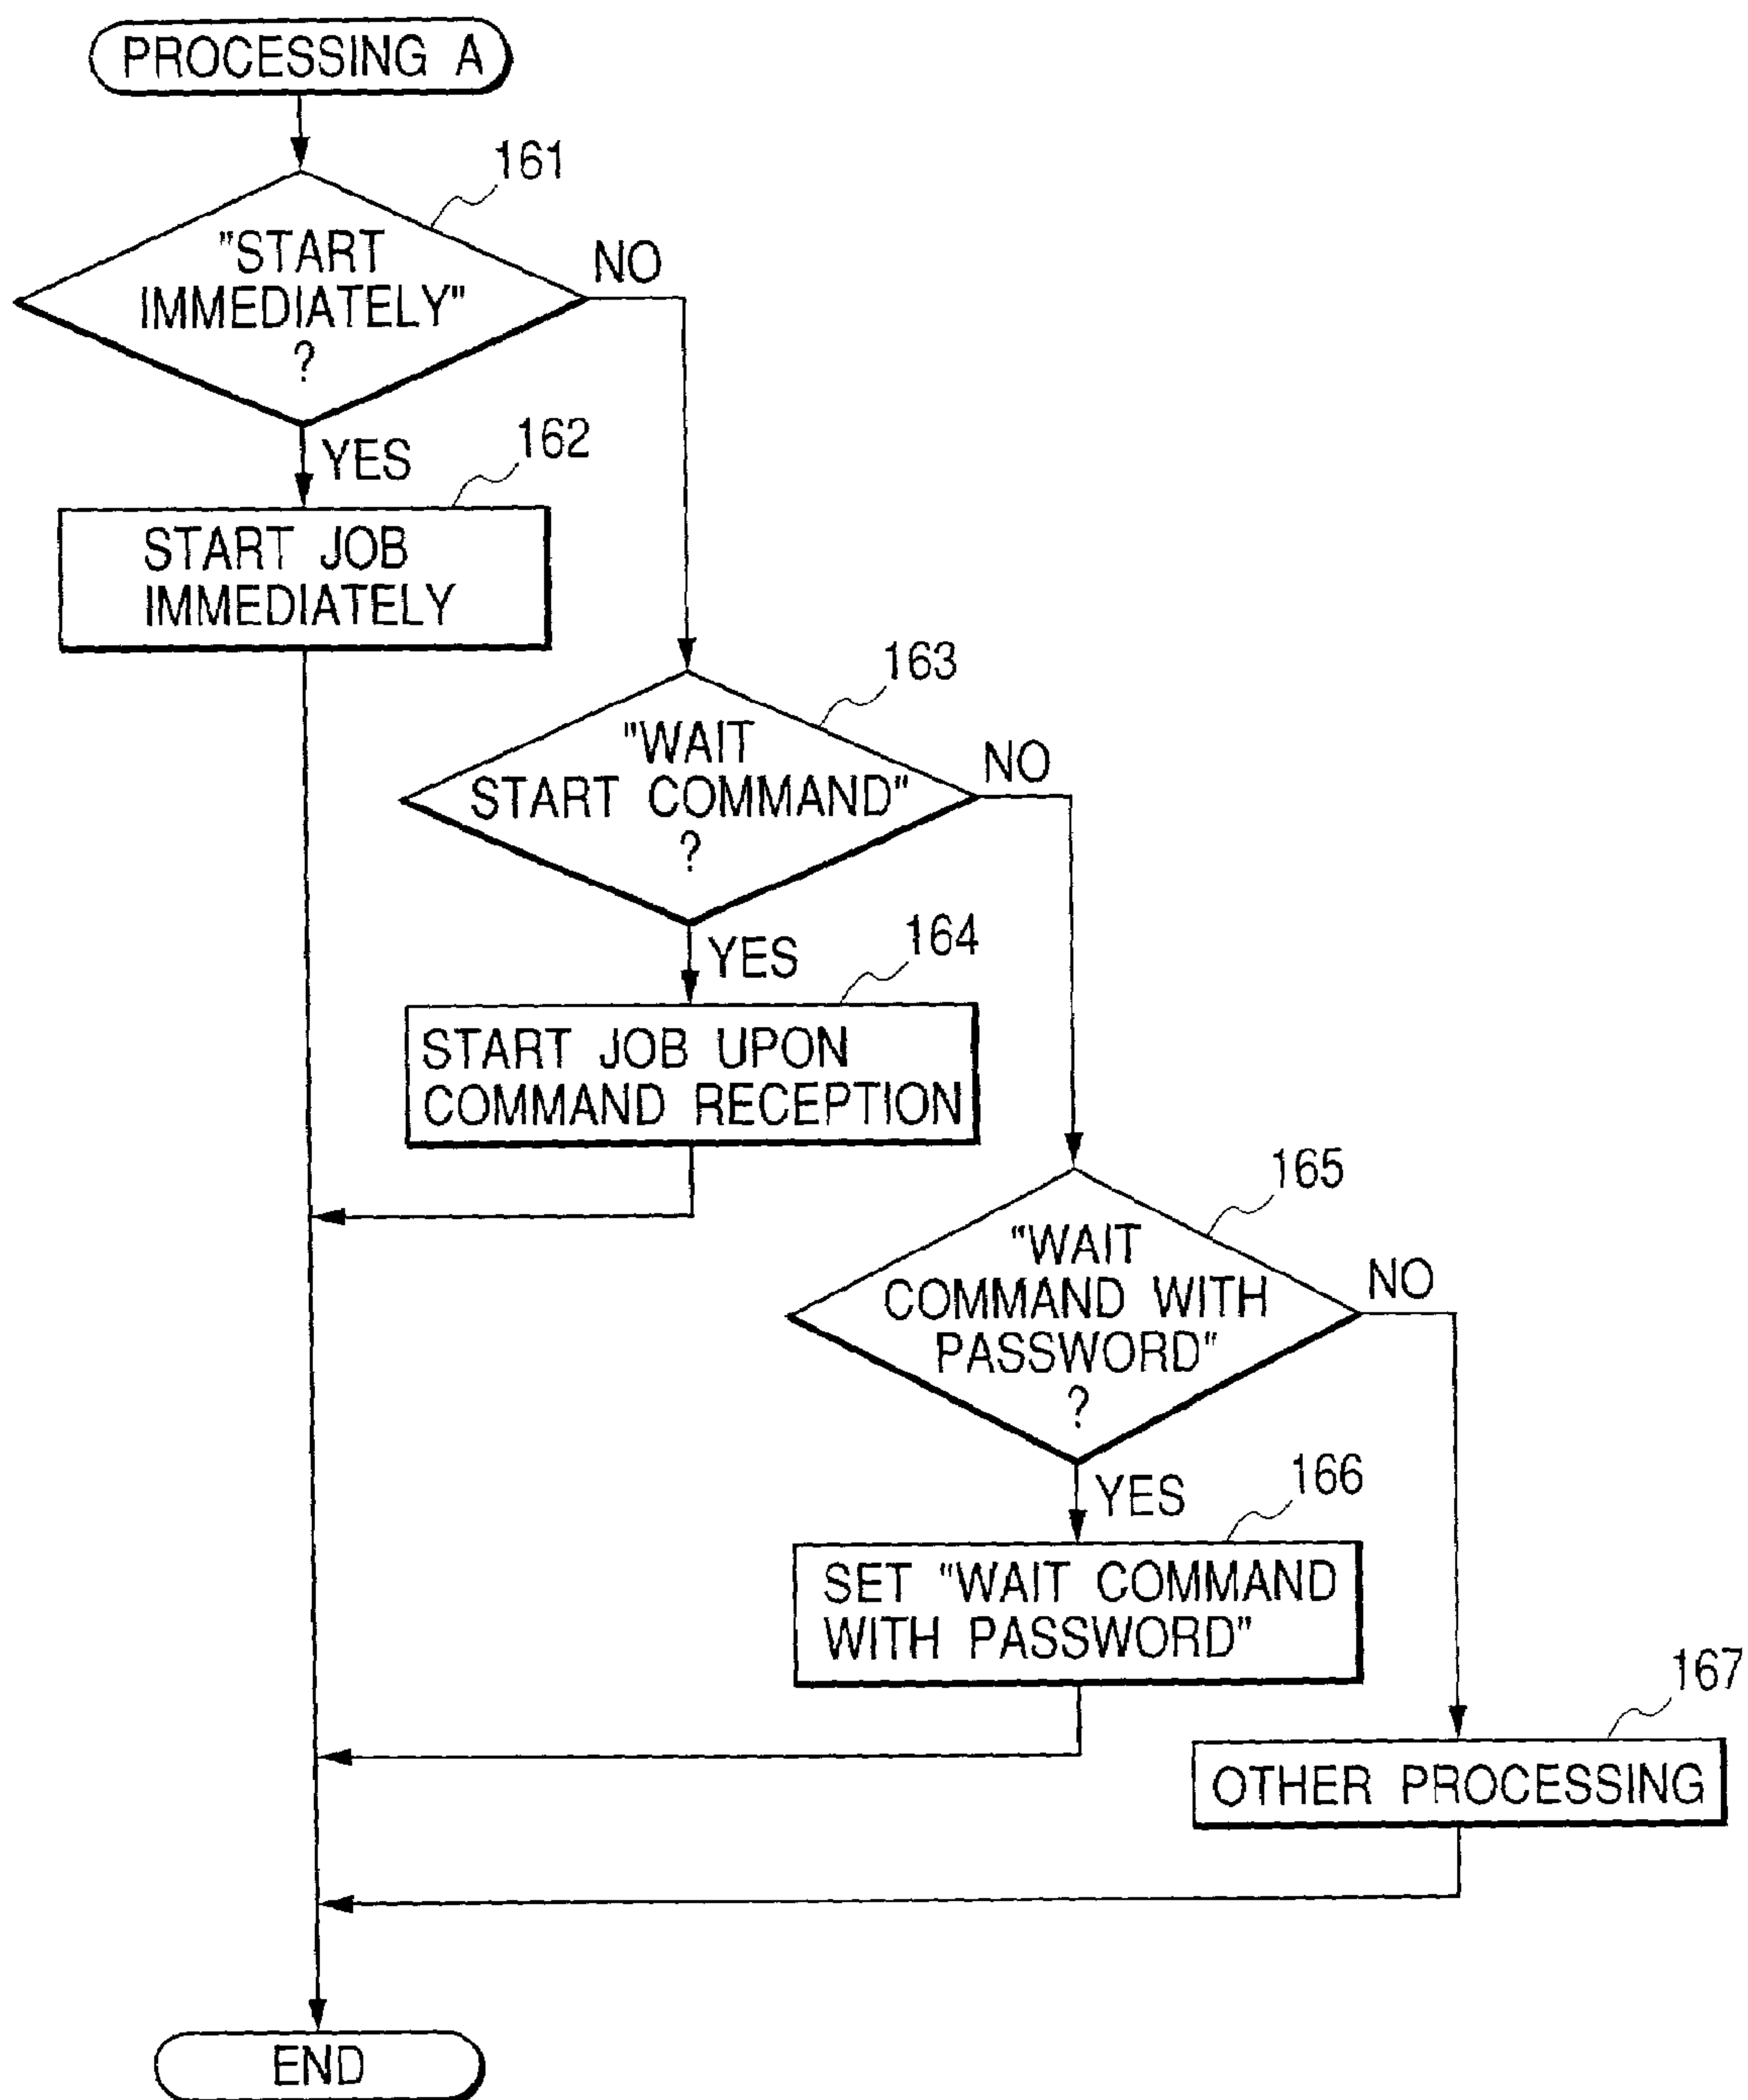 PROCESSING A
161
"START
IMMEDIATELY"
?
NO
YES
162
START JOB
IMMEDIATELY
163
"WAIT
START COMMAND"
?
NO
YES
164
START JOB UPON
COMMAND RECEPTION
165
"WAIT
COMMAND WITH
PASSWORD"
?
NO
YES
166
SET "WAIT COMMAND
WITH PASSWORD"
167
OTHER PROCESSING
END